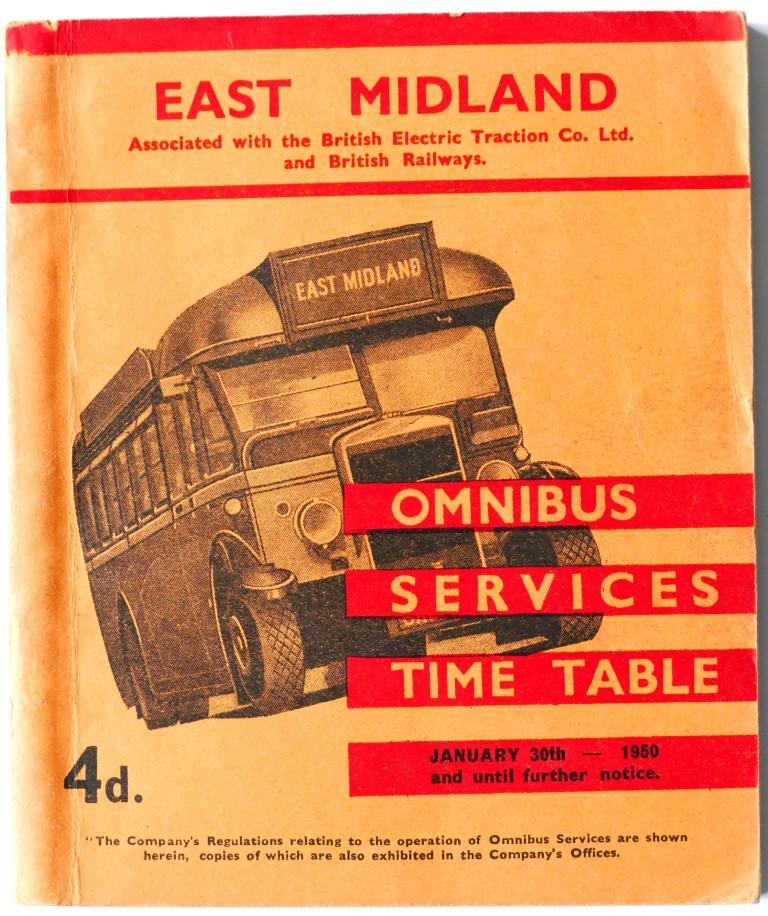 EAST MIDLAND
Associated with the British Electric Traction Co. Ltd.
and British Railways.
EAST MIDLAND
OMNIBUS
SERVICES
TIME TABLE
JANUARY 30th — 1950
and until further notice.
4d.
"The Company's Regulations relating to the operation of Omnibus Services are shown
herein, copies of which are also exhibited in the Company's Offices.